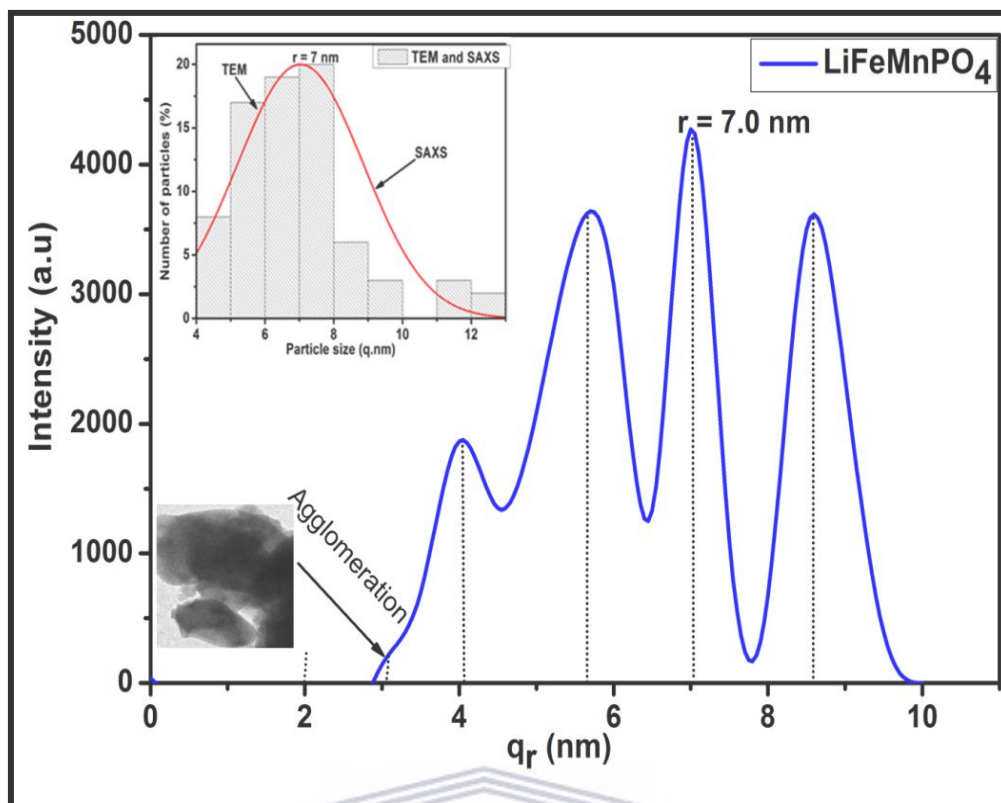 5000
4000
3000
2000
1000
0
Intensity (a.u)
0 2 4 6 8 10
qr (nm)
LiFeMnPO4
r = 7.0 nm
Agglomeration
20
15
10
5
0
Number of particles (%)
4 6 8 10 12
Particle size (q.nm)
TEM
r = 7 nm
TEM and SAXS
SAXS